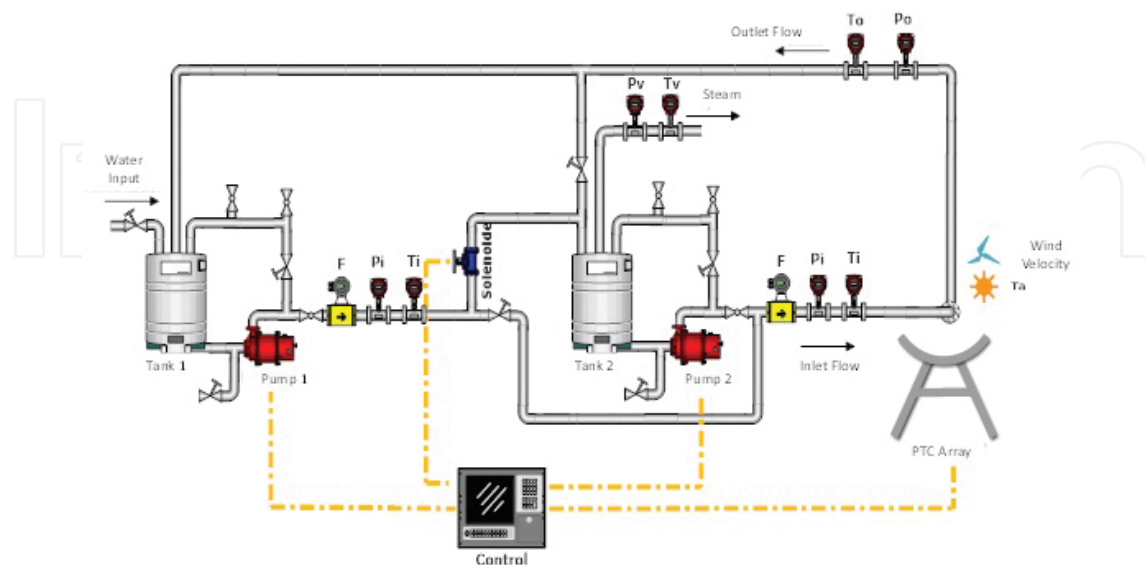 To
Po
Outlet Flow
Pv
Tv
Steam
Water
Input
F
Pi
Ti
Solenoide
F
Pi
Ti
Wind
Velocity
Ta
Tank 1
Pump 1
Tank 2
Pump 2
Inlet Flow
PTC Array
Control